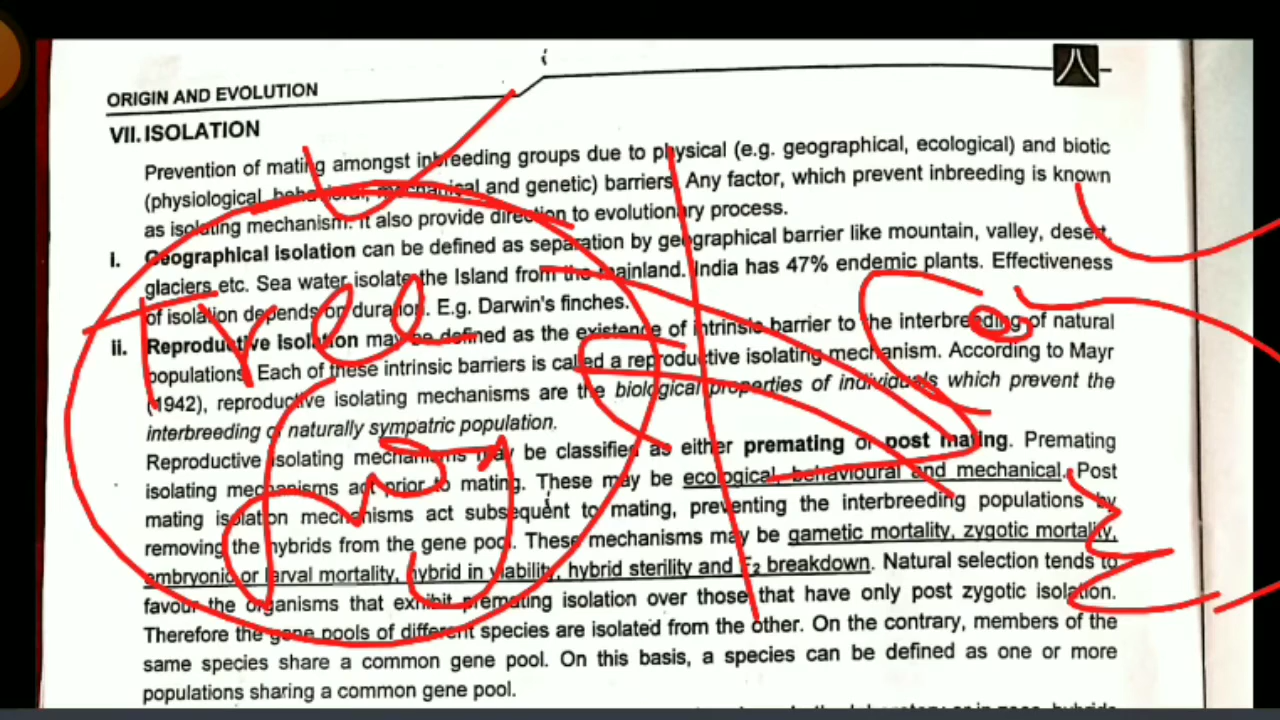 ORIGIN AND EVOLUTION
VII. ISOLATION
Prevention of mating amongst inbreeding groups due to physical (e.g. geographical, ecological) and biotic
(physiological, behavioral, mechanical and genetic) barriers. Any factor, which prevent inbreeding is known
as isolating mechanism. It also provide direction to evolutionary process.
i. Geographical isolation can be defined as separation by geographical barrier like mountain, valley, desert,
glaciers etc. Sea water isolate the Island from the mainland. India has 47% endemic plants. Effectiveness
of isolation depends on duration. E.g. Darwin's finches.
ii. Reproductive Isolation may be defined as the existence of intrinsic barrier to the interbreeding of natural
populations. Each of these intrinsic barriers is called a reproductive isolating mechanism. According to Mayr
(1942), reproductive isolating mechanisms are the biological properties of individuals which prevent the
interbreeding of naturally sympatric population.
Reproductive isolating mechanisms may be classified as either premating or post mating. Premating
isolating mechanisms act prior to mating. These may be ecological, behavioural and mechanical. Post
mating isolation mechanisms act subsequent to mating, preventing the interbreeding populations by
removing the hybrids from the gene pool. These mechanisms may be gametic mortality, zygotic mortality,
embryonic or larval mortality, hybrid in viability, hybrid sterility and F₂ breakdown. Natural selection tends to
favour the organisms that exhibit premating isolation over those that have only post zygotic isolation.
Therefore the gene pools of different species are isolated from the other. On the contrary, members of the
same species share a common gene pool. On this basis, a species can be defined as one or more
populations sharing a common gene pool.
Tree